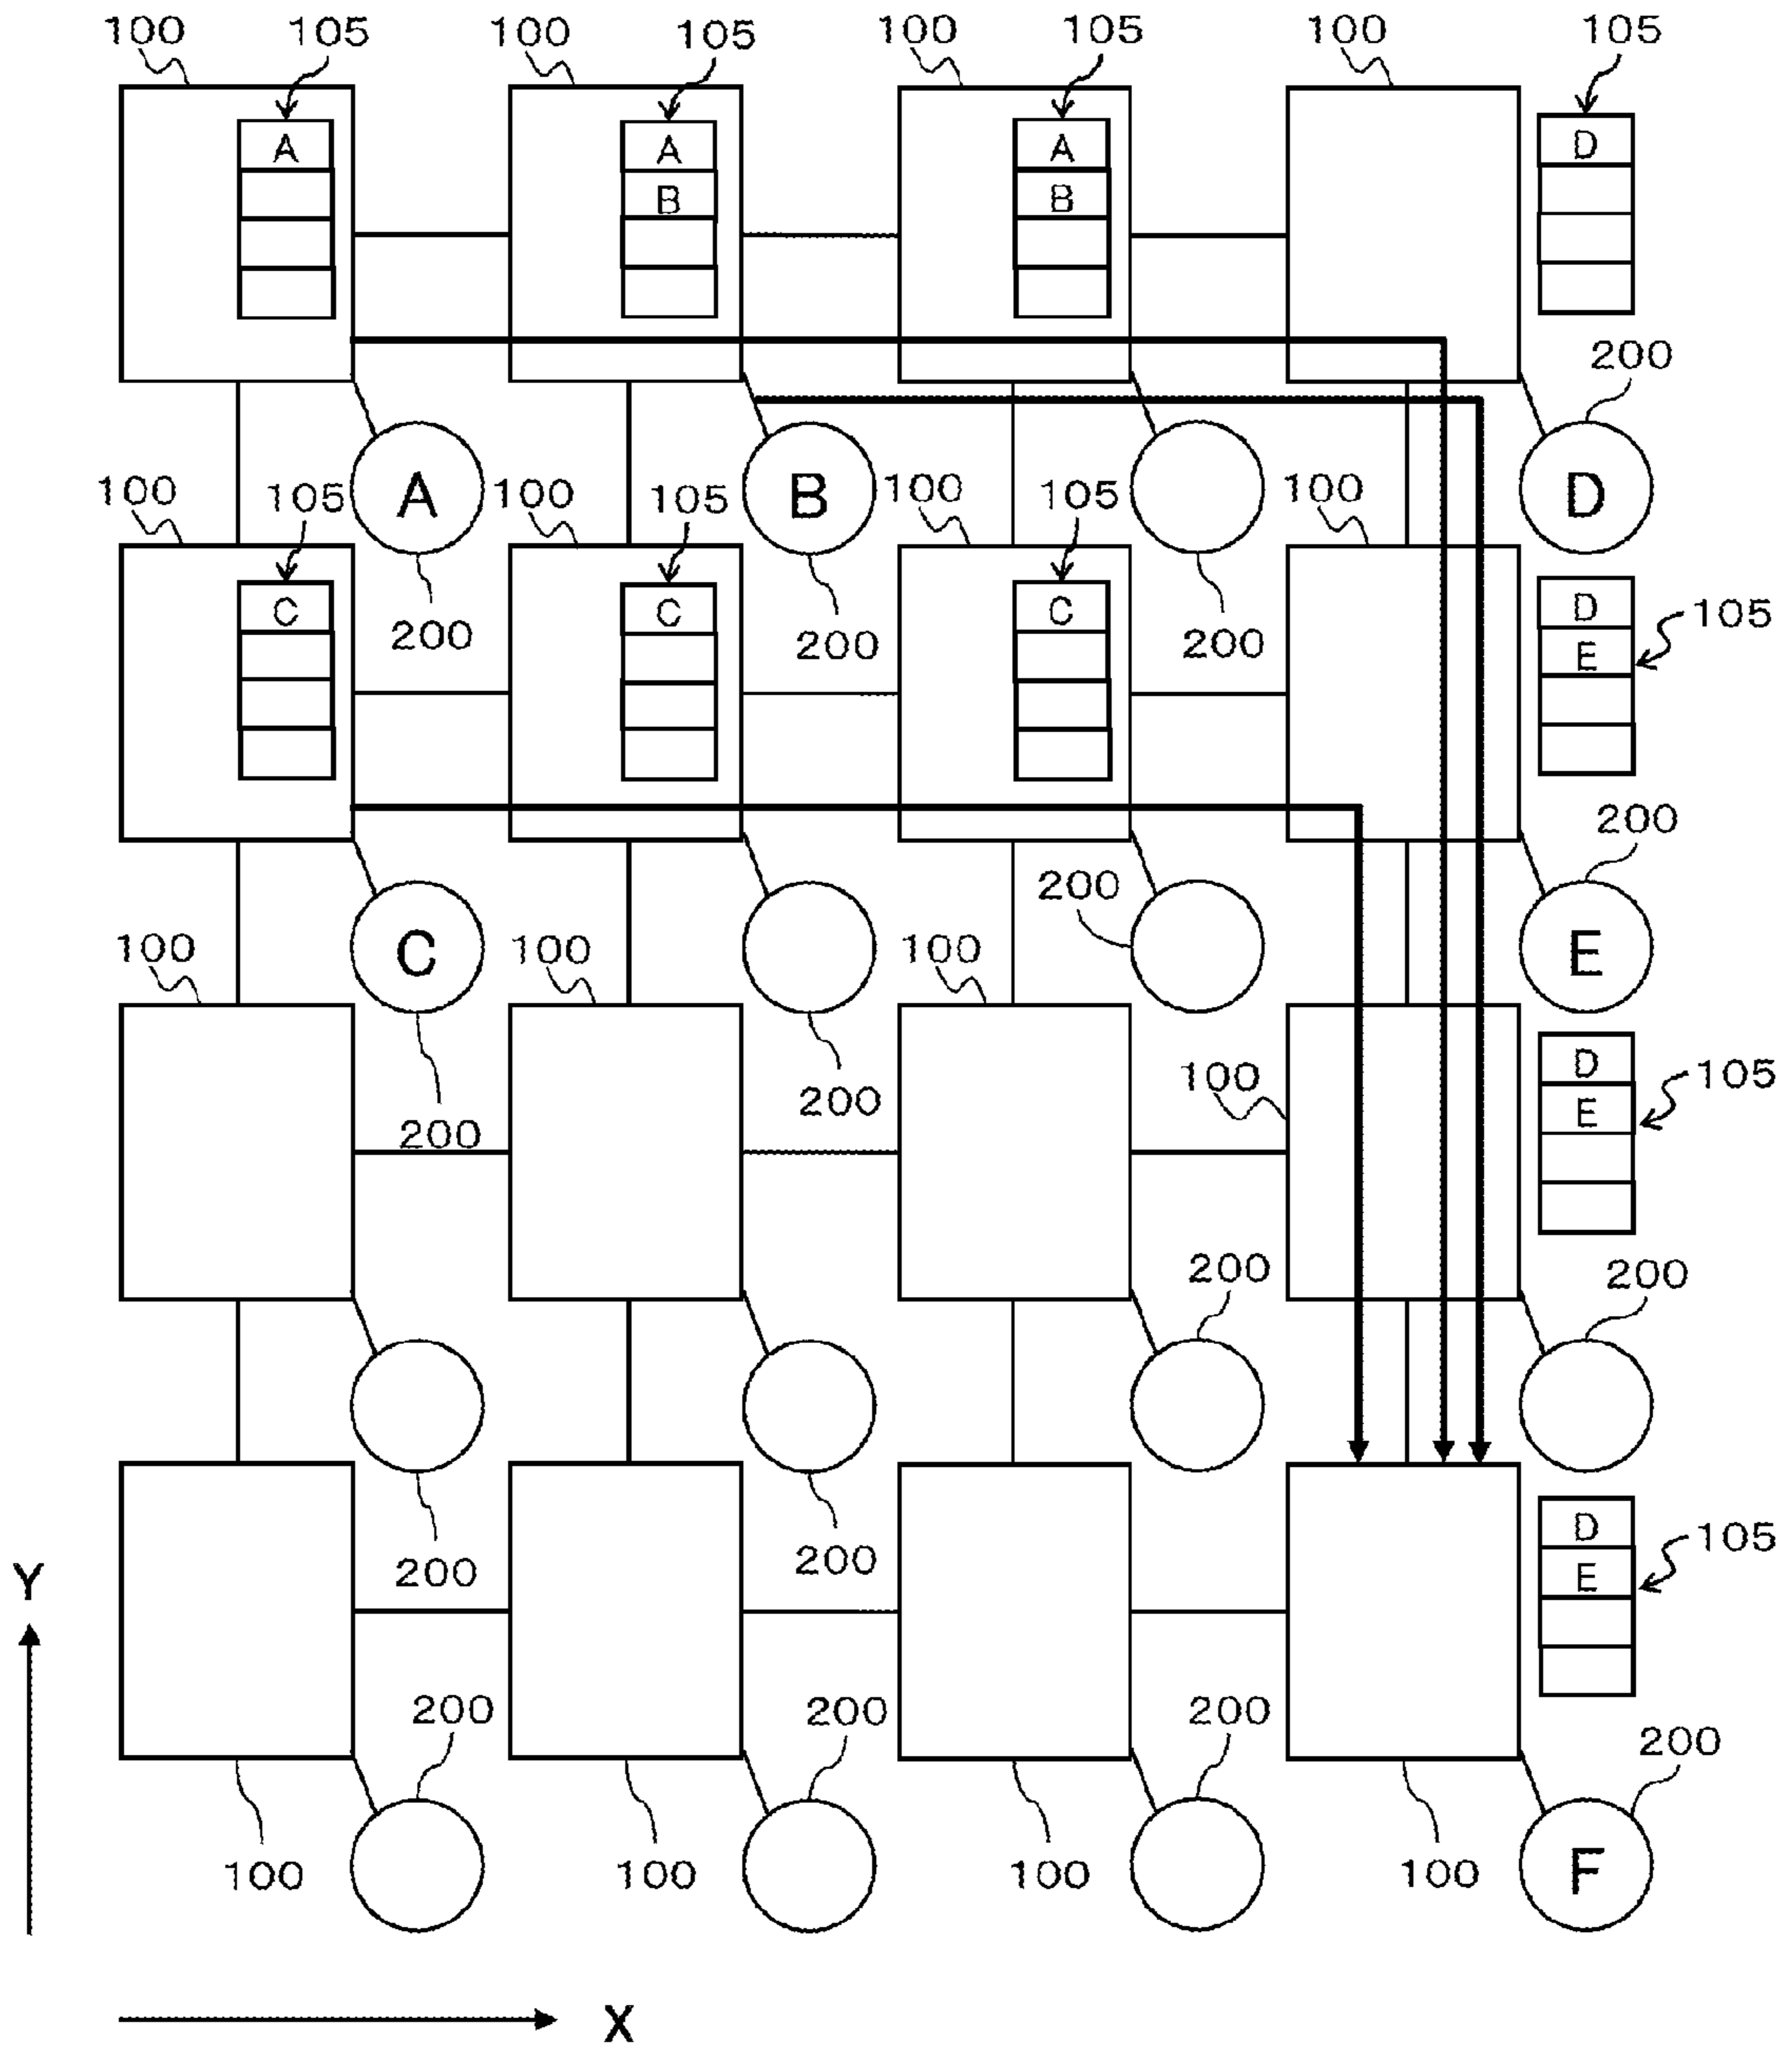 100 105 100 105 100 105 100 105
A A A D
B B
200
A B D
100 105 100 105 100 105 100
200 200 200
C C C D
E 105
200
200
C E
100 100 100
200 200 100 D
E 105
200 200
200 200 D
E 105
Y
200 200 200 200
100 100 100 100 F
X